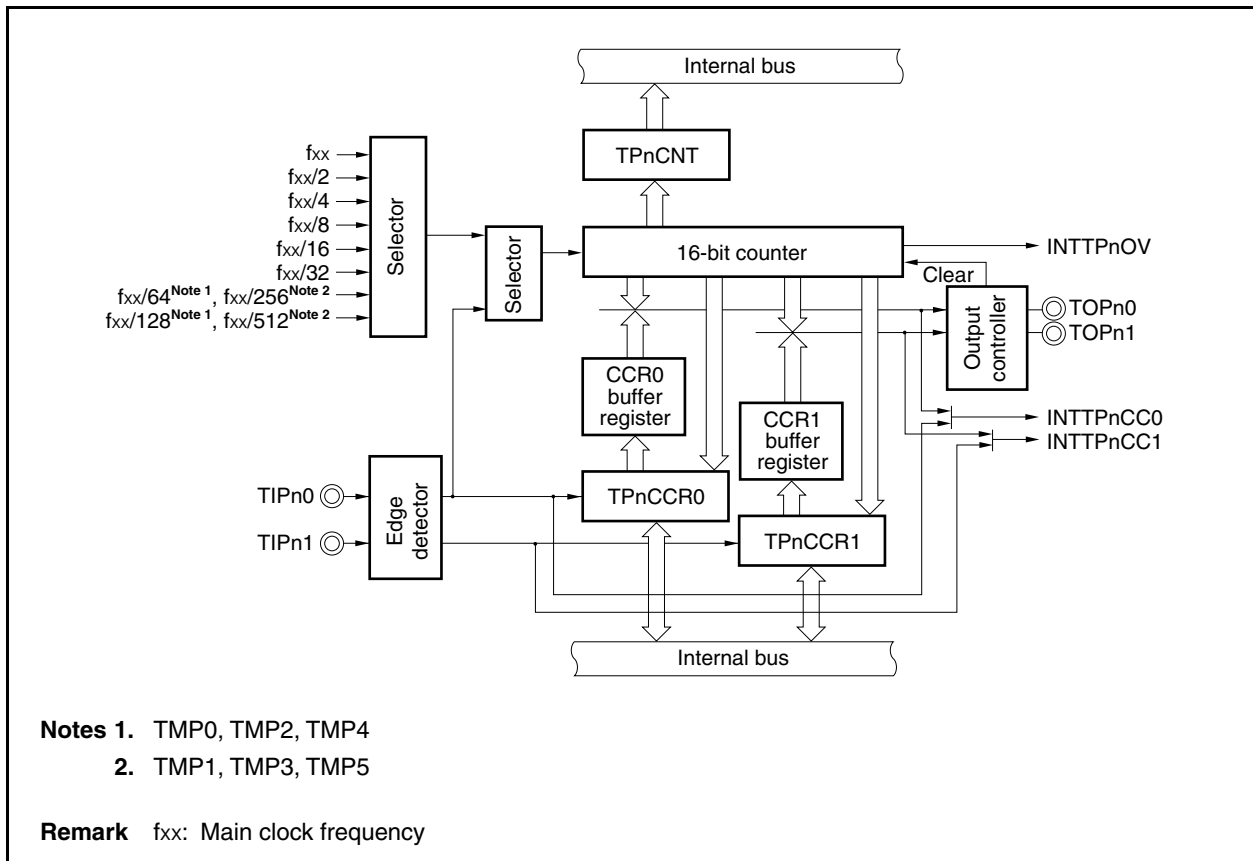 Internal bus
TPnCNT
fxx
fxx/2
fxx/4
fxx/8
fxx/16
fxx/32
fxx/64Note 1, fxx/256Note 2
fxx/128Note 1, fxx/512Note 2
Selector
Selector
16-bit counter
INTTPnOV
Clear
TOPn0
TOPn1
Output
controller
CCR0
buffer
register
CCR1
buffer
register
INTTPnCC0
INTTPnCC1
TIPn0
TIPn1
Edge
detector
TPnCCR0
TPnCCR1
Internal bus
Notes 1. TMP0, TMP2, TMP4
2. TMP1, TMP3, TMP5
Remark fxx: Main clock frequency